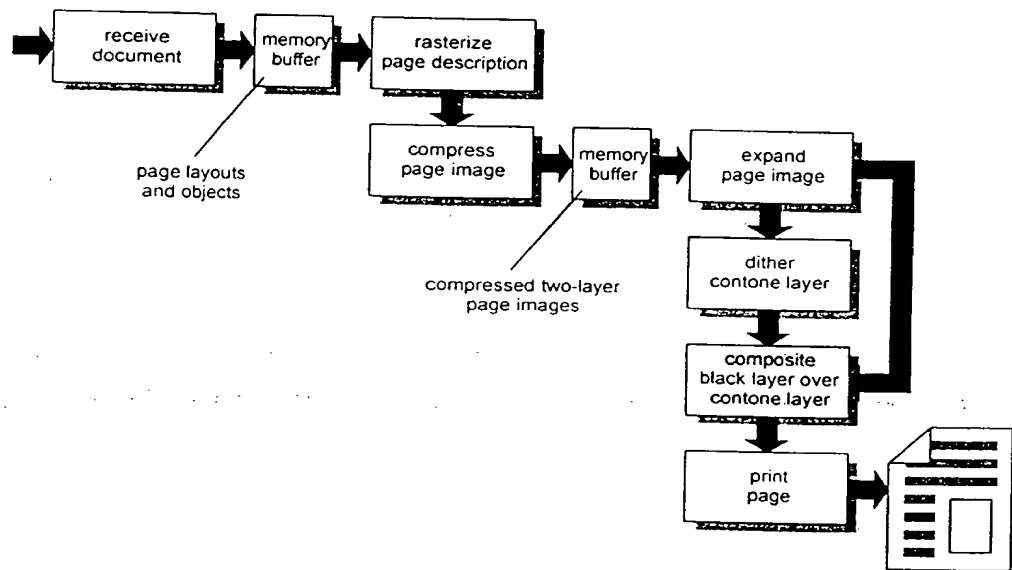 receive
document
memory
buffer
rasterize
page description
page layouts
and objects
compress
page image
memory
buffer
expand
page image
compressed two-layer
page images
dither
contone layer
composite
black layer over
contone layer
print
page